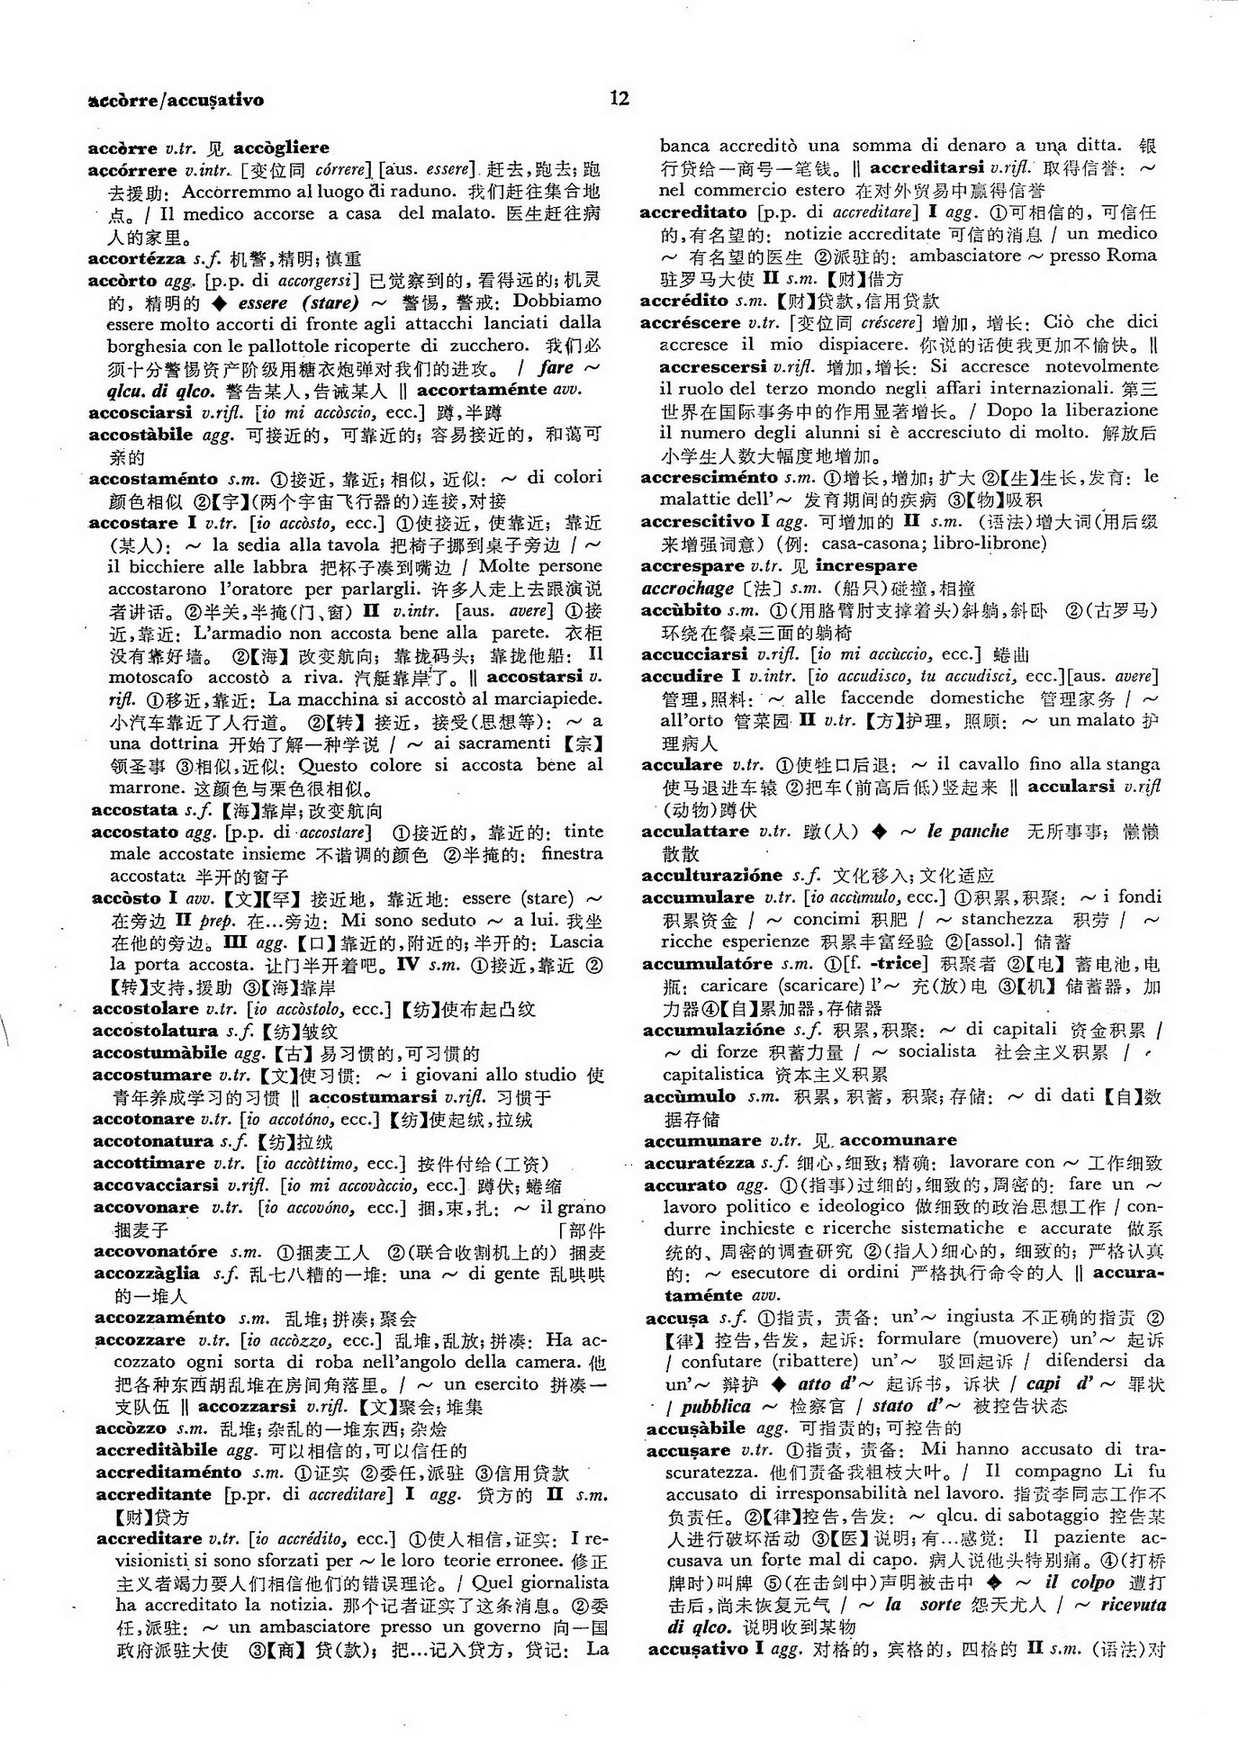 accòrre/accuṣativo
12
accòrre v.tr. 见 accògliere
accórrere v.intr. [变位同 córrere] [aus. essere] 赶去,跑去; 跑
去援助: Accorremmo al luogo di raduno. 我们赶往集合地
点。/ Il medico accorse a casa del malato. 医生赶往病
人的家里。
accortézza s.f. 机警,精明; 慎重
accòrto agg. [p.p. di accorgersi] 已觉察到的, 看得远的; 机灵
的, 精明的 ◆ essere (stare) ~ 警惕, 警戒: Dobbiamo
essere molto accorti di fronte agli attacchi lanciati dalla
borghesia con le pallottole ricoperte di zucchero. 我们必
须十分警惕资产阶级用糖衣炮弹对我们的进攻。 / fare ~
qlcu. di qlco. 警告某人,告诫某人 ‖ accortaménte avv.
accosciarsi v.rifl. [io mi accòscio, ecc.] 蹲,半蹲
accostàbile agg. 可接近的, 可靠近的; 容易接近的, 和蔼可
亲的
accostaménto s.m. ①接近, 靠近; 相似, 近似: ~ di colori
颜色相似 ②【宇】(两个宇宙飞行器的)连接,对接
accostare I v.tr. [io accòsto, ecc.] ①使接近, 使靠近; 靠近
(某人): ~ la sedia alla tavola 把椅子挪到桌子旁边 / ~
il bicchiere alle labbra 把杯子凑到嘴边 / Molte persone
accostarono l'oratore per parlargli. 许多人走上去跟演说
者讲话。②半关,半掩(门、窗) II v.intr. [aus. avere] ①接
近,靠近: L'armadio non accosta bene alla parete. 衣柜
没有靠好墙。 ②【海】改变航向; 靠拢码头; 靠拢他船: Il
motoscafo accostò a riva. 汽艇靠岸了。‖ accostarsi v.
rifl. ①移近,靠近: La macchina si accostò al marciapiede.
小汽车靠近了人行道。 ②【转】接近, 接受(思想等): ~ a
una dottrina 开始了解一种学说 / ~ ai sacramenti 【宗】
领圣事 ③相似,近似: Questo colore si accosta bene al
marrone. 这颜色与栗色很相似。
accostata s.f. 【海】靠岸; 改变航向
accostato agg. [p.p. di accostare] ①接近的, 靠近的: tinte
male accostate insieme 不谐调的颜色 ②半掩的: finestra
accostata 半开的窗子
accòsto I avv. 【文】【罕】接近地, 靠近地: essere (stare) ~
在旁边 II prep. 在…旁边: Mi sono seduto ~ a lui. 我坐
在他的旁边。III agg. 【口】靠近的,附近的; 半开的: Lascia
la porta accosta. 让门半开着吧。IV s.m. ①接近,靠近 ②
【转】支持,援助 ③【海】靠岸
accostolare v.tr. [io accòstolo, ecc.] 【纺】使布起凸纹
accostolatura s.f. 【纺】皱纹
accostumàbile agg. 【古】易习惯的,可习惯的
accostumare v.tr. 【文】使习惯: ~ i giovani allo studio 使
青年养成学习的习惯 ‖ accostumarsi v.rifl. 习惯于
accotonare v.tr. [io accotóno, ecc.] 【纺】使起绒,拉绒
accotonatura s.f. 【纺】拉绒
accottimare v.tr. [io accòttimo, ecc.] 接件付给(工资)
accovacciarsi v.rifl. [io mi accovàccio, ecc.] 蹲伏; 蜷缩
accovonare v.tr. [io accovóno, ecc.] 捆,束,扎: ~ il grano
捆麦子 「部件
accovonatóre s.m. ①捆麦工人 ②(联合收割机上的) 捆麦
accozzàglia s.f. 乱七八糟的一堆: una ~ di gente 乱哄哄
的一堆人
accozzaménto s.m. 乱堆; 拼凑; 聚会
accozzare v.tr. [io accòzzo, ecc.] 乱堆,乱放; 拼凑: Ha ac-
cozzato ogni sorta di roba nell'angolo della camera. 他
把各种东西胡乱堆在房间角落里。/ ~ un esercito 拼凑一
支队伍 ‖ accozzarsi v.rifl. 【文】聚会; 堆集
accòzzo s.m. 乱堆; 杂乱的一堆东西; 杂烩
accreditàbile agg. 可以相信的,可以信任的
accreditaménto s.m. ①证实 ②委任,派驻 ③信用贷款
accreditante [p.pr. di accreditare] I agg. 贷方的 II s.m.
【财】贷方
accreditare v.tr. [io accrédito, ecc.] ①使人相信,证实: I re-
visionisti si sono sforzati per ~ le loro teorie erronee. 修正
主义者竭力要人们相信他们的错误理论。/ Quel giornalista
ha accreditato la notizia. 那个记者证实了这条消息。②委
任,派驻: ~ un ambasciatore presso un governo 向一国
政府派驻大使 ③【商】贷(款); 把…记入贷方, 贷记: La
banca accreditò una somma di denaro a una ditta. 银
行贷给一商号一笔钱。‖ accreditarsi v.rifl. 取得信誉: ~
nel commercio estero 在对外贸易中赢得信誉
accreditato [p.p. di accreditare] I agg. ①可相信的, 可信任
的,有名望的: notizie accreditate 可信的消息 / un medico
~ 有名望的医生 ②派驻的: ambasciatore ~ presso Roma
驻罗马大使 II s.m. 【财】借方
accrédito s.m. 【财】贷款,信用贷款
accréscere v.tr. [变位同 créscere] 增加, 增长: Ciò che dici
accresce il mio dispiacere. 你说的话使我更加不愉快。‖
accrescersi v.rifl. 增加,增长: Si accresce notevolmente
il ruolo del terzo mondo negli affari internazionali. 第三
世界在国际事务中的作用显著增长。/ Dopo la liberazione
il numero degli alunni si è accresciuto di molto. 解放后
小学生人数大幅度地增加。
accresciménto s.m. ①增长,增加; 扩大 ②【生】生长,发育: le
malattie dell'~ 发育期间的疾病 ③【物】吸积
accrescitivo I agg. 可增加的 II s.m. (语法)增大词(用后缀
来增强词意) (例: casa-casona; libro-librone)
accrespare v.tr. 见 increspare
accrochage 〔法〕s.m. (船只)碰撞,相撞
accùbito s.m. ①(用胳臂肘支撑着头)斜躺,斜卧 ②(古罗马)
环绕在餐桌三面的躺椅
accucciarsi v.rifl. [io mi accùccio, ecc.] 蜷曲
accudire I v.intr. [io accudisco, tu accudisci, ecc.][aus. avere]
管理,照料: ~ alle faccende domestiche 管理家务 / ~
all'orto 管菜园 II v.tr. 【方】护理, 照顾: ~ un malato 护
理病人
acculare v.tr. ①使牲口后退: ~ il cavallo fino alla stanga
使马退进车辕 ②把车(前高后低)竖起来 ‖ accularsi v.rifl
(动物)蹲伏
acculattare v.tr. 蹾(人) ◆ ~ le panche 无所事事; 懒懒
散散
acculturazióne s.f. 文化移入; 文化适应
accumulare v.tr. [io accùmulo, ecc.] ①积累,积聚: ~ i fondi
积累资金 / ~ concimi 积肥 / ~ stanchezza 积劳 / ~
ricche esperienze 积累丰富经验 ②[assol.] 储蓄
accumulatóre s.m. ①[f. -trice] 积聚者 ②【电】蓄电池,电
瓶: caricare (scaricare) l'~ 充(放)电 ③【机】储蓄器, 加
力器④【自】累加器,存储器
accumulazióne s.f. 积累,积聚: ~ di capitali 资金积累 /
~ di forze 积蓄力量 / ~ socialista 社会主义积累 /
capitalistica 资本主义积累
accùmulo s.m. 积累, 积蓄, 积聚; 存储: ~ di dati 【自】数
据存储
accumunare v.tr. 见 accomunare
accuratézza s.f. 细心,细致; 精确: lavorare con ~ 工作细致
accurato agg. ①(指事)过细的,细致的,周密的: fare un ~
lavoro politico e ideologico 做细致的政治思想工作 / con-
durre inchieste e ricerche sistematiche e accurate 做系
统的、周密的调查研究 ②(指人)细心的, 细致的; 严格认真
的: ~ esecutore di ordini 严格执行命令的人 ‖ accura-
taménte avv.
accuṣa s.f. ①指责, 责备: un'~ ingiusta 不正确的指责 ②
【律】控告,告发, 起诉: formulare (muovere) un'~ 起诉
/ confutare (ribattere) un'~ 驳回起诉 / difendersi da
un'~ 辩护 ◆ atto d'~ 起诉书, 诉状 / capi d'~ 罪状
/ pubblica ~ 检察官 / stato d'~ 被控告状态
accuṣàbile agg. 可指责的; 可控告的
accuṣare v.tr. ①指责, 责备: Mi hanno accusato di tra-
scuratezza. 他们责备我粗枝大叶。/ Il compagno Li fu
accusato di irresponsabilità nel lavoro. 指责李同志工作不
负责任。②【律】控告,告发: ~ qlcu. di sabotaggio 控告某
人进行破坏活动 ③【医】说明; 有…感觉: Il paziente ac-
cusava un forte mal di capo. 病人说他头特别痛。④(打桥
牌时)叫牌 ⑤(在击剑中)声明被击中 ◆ ~ il colpo 遭打
击后,尚未恢复元气 / ~ la sorte 怨天尤人 / ~ ricevuta
di qlco. 说明收到某物
accuṣativo I agg. 对格的, 宾格的, 四格的 II s.m. (语法)对